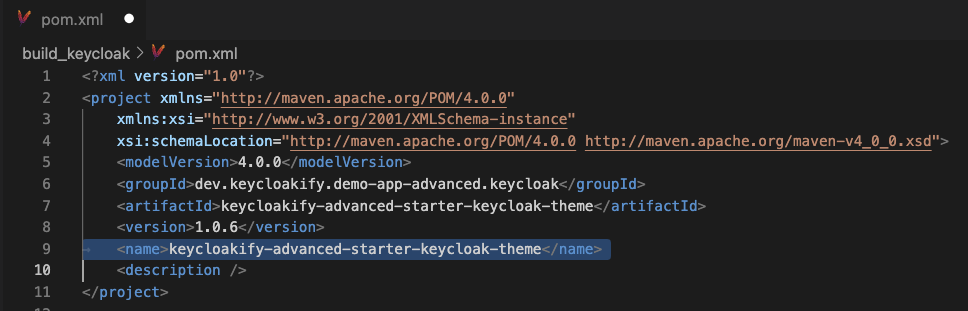 pom.xml
build_keycloak > pom.xml
1 <?xml version="1.0"?>
2 <project xmlns="http://maven.apache.org/POM/4.0.0"
3 xmlns:xsi="http://www.w3.org/2001/XMLSchema-instance"
4 xsi:schemaLocation="http://maven.apache.org/POM/4.0.0 http://maven.apache.org/maven-v4_0_0.xsd">
5 <modelVersion>4.0.0</modelVersion>
6 <groupId>dev.keycloakify.demo-app-advanced.keycloak</groupId>
7 <artifactId>keycloakify-advanced-starter-keycloak-theme</artifactId>
8 <version>1.0.6</version>
9 <name>keycloakify-advanced-starter-keycloak-theme</name>
10 <description />
11 </project>